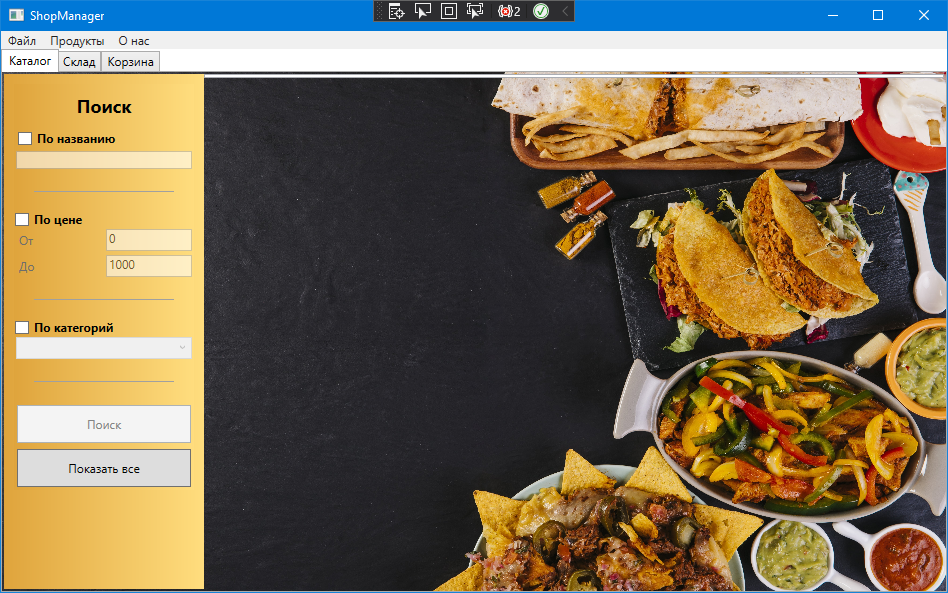 ShopManager
2
Файл Продукты О нас
Каталог Склад Корзина
Поиск
По названию
По цене
От 0
До 1000
По категорий
Поиск
Показать все